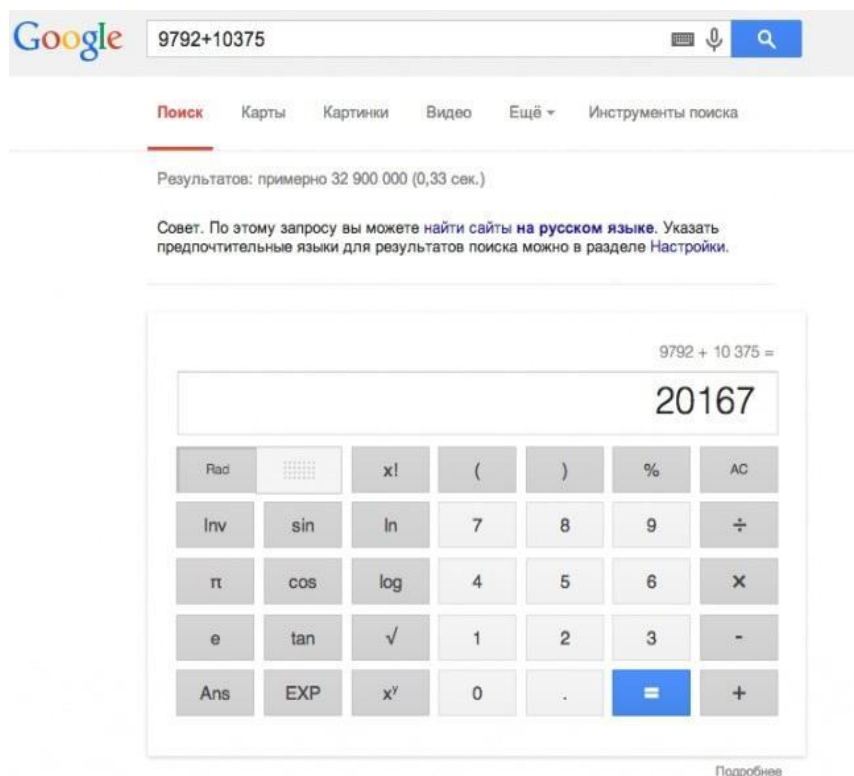 Google 9792+10375
Поиск Карты Картинки Видео Ещё Инструменты поиска
Результатов: примерно 32 900 000 (0,33 сек.)
Совет. По этому запросу вы можете найти сайты на русском языке. Указать
предпочтительные языки для результатов поиска можно в разделе Настройки.
9792 + 10 375 =
20167
Rad x! ( ) % AC
Inv sin ln 7 8 9 ÷
π cos log 4 5 6 ×
e tan √ 1 2 3 -
Ans EXP xʸ 0 . = +
Подробнее